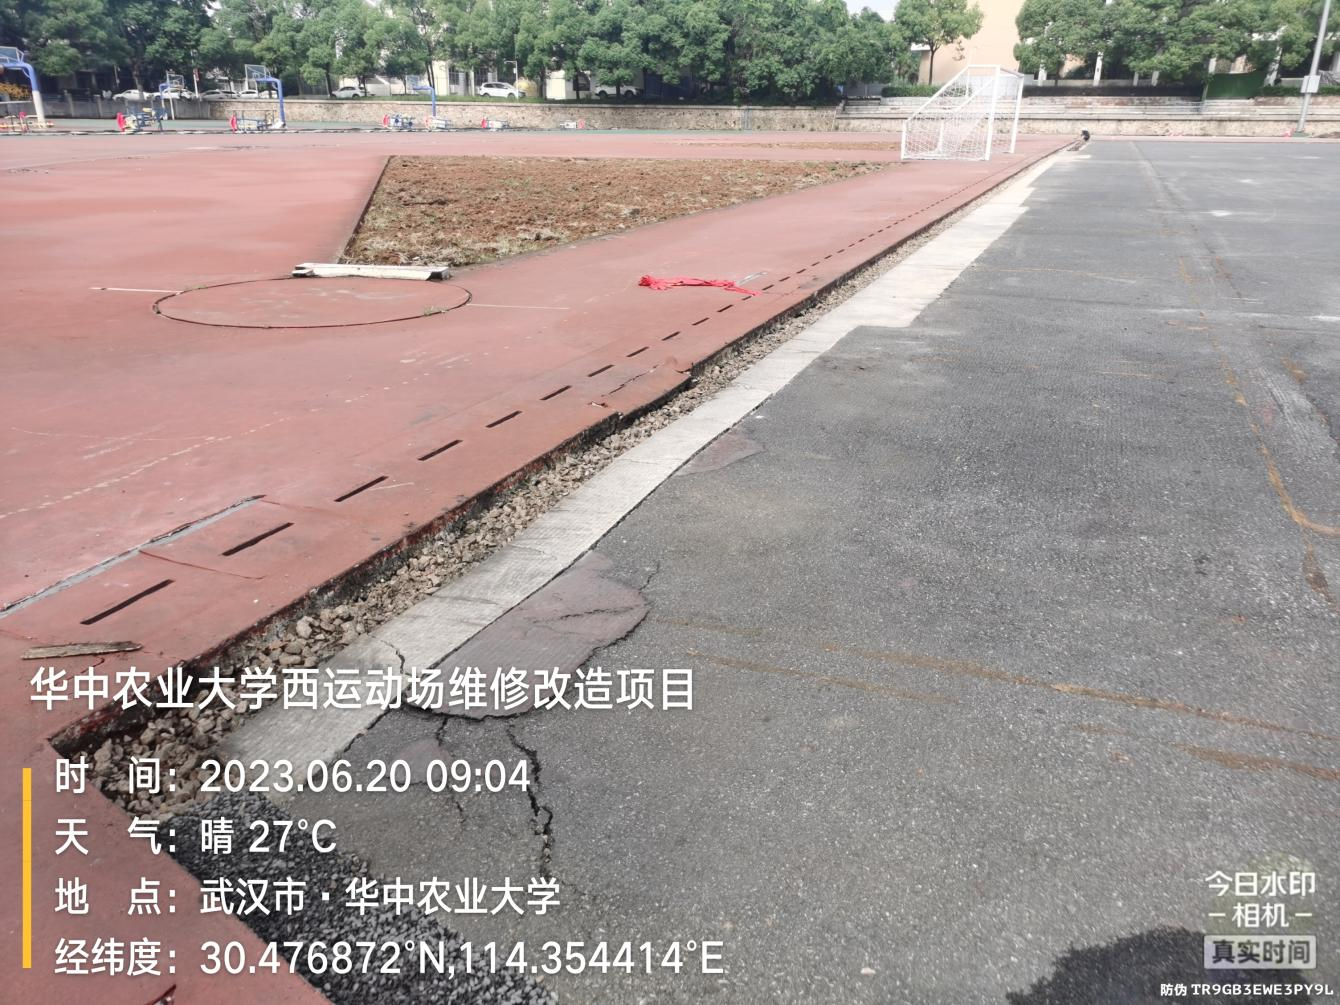 华中农业大学西运动场维修改造项目
时 间：2023.06.20 09:04
天 气：晴 27°C
地 点：武汉市·华中农业大学
经纬度：30.476872°N,114.354414°E
今日水印
相机
真实时间
防伪 TR9GB3EWE3PY9L